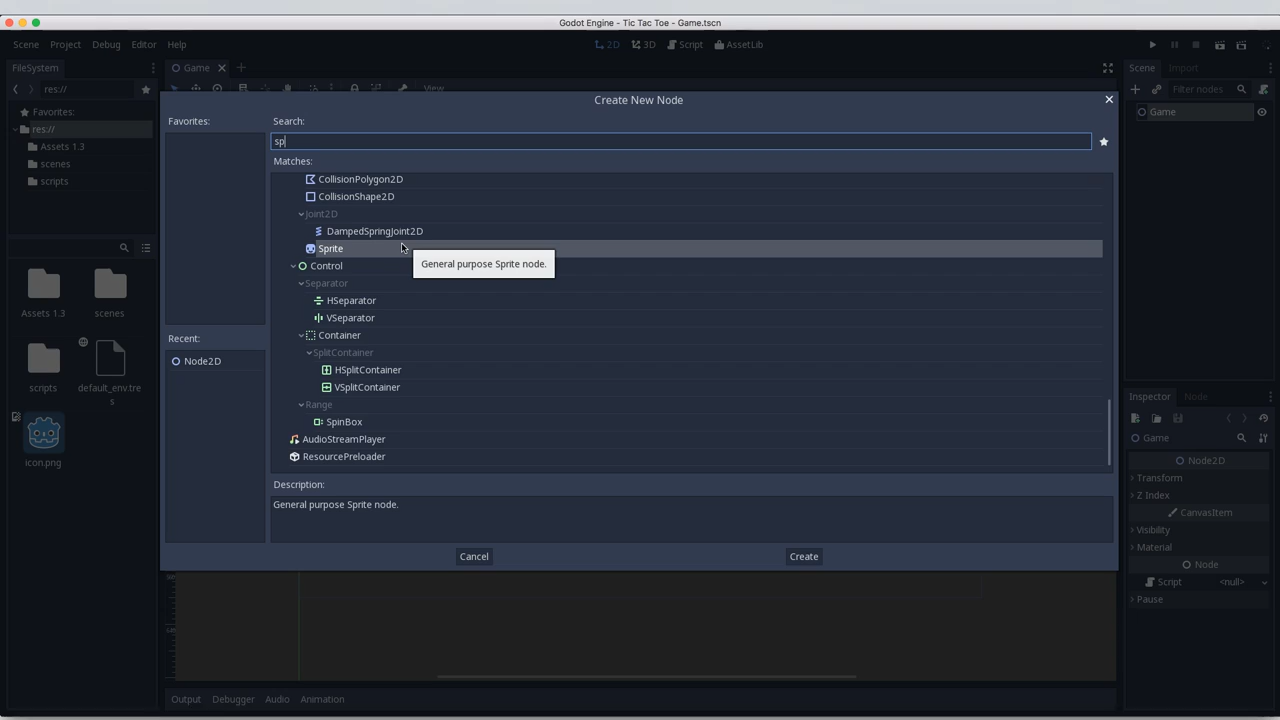 Godot Engine - Tic Tac Toe - Game.tscn
Scene Project Debug Editor Help
2D 3D Script AssetLib
FileSystem
Game
Scene Import
res://
View
Filter nodes
Create New Node
Favorites:
res://
Assets 1.3
scenes
scripts
Favorites:
Search:
sp
Matches:
CollisionPolygon2D
CollisionShape2D
Joint2D
DampedSpringJoint2D
Sprite
General purpose Sprite node.
Control
Separator
HSeparator
VSeparator
Container
SplitContainer
HSplitContainer
VSplitContainer
Range
SpinBox
AudioStreamPlayer
ResourcePreloader
Recent:
Node2D
Description:
General purpose Sprite node.
Cancel Create
Assets 1.3 scenes
scripts default_env.tre
s
icon.png
Game
Inspector Node
Game
Node2D
Transform
Z Index
CanvasItem
Visibility
Material
Node
Script <null>
Pause
Output Debugger Audio Animation